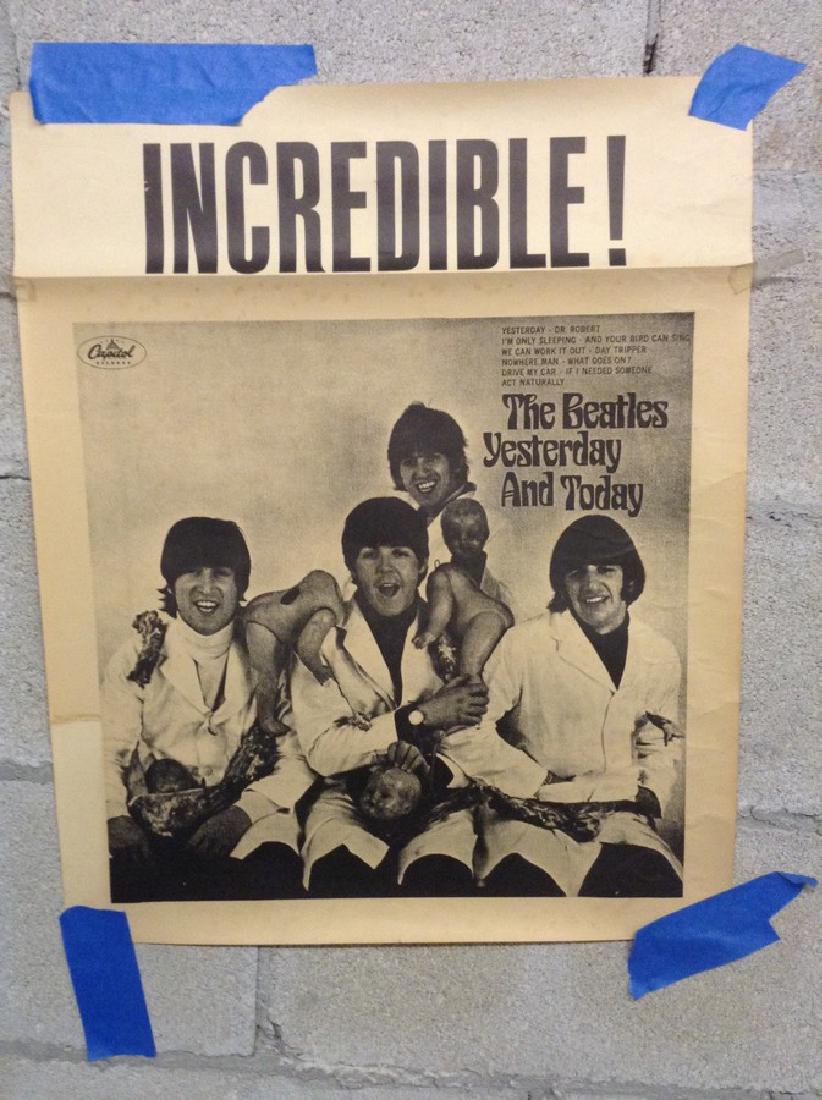 INCREDIBLE!
Capitol
RECORDS
YESTERDAY - DR. ROBERT
I'M ONLY SLEEPING - AND YOUR BIRD CAN SING
WE CAN WORK IT OUT - DAY TRIPPER
NOWHERE MAN - WHAT GOES ON?
DRIVE MY CAR - IF I NEEDED SOMEONE
ACT NATURALLY
The Beatles
Yesterday
And Today